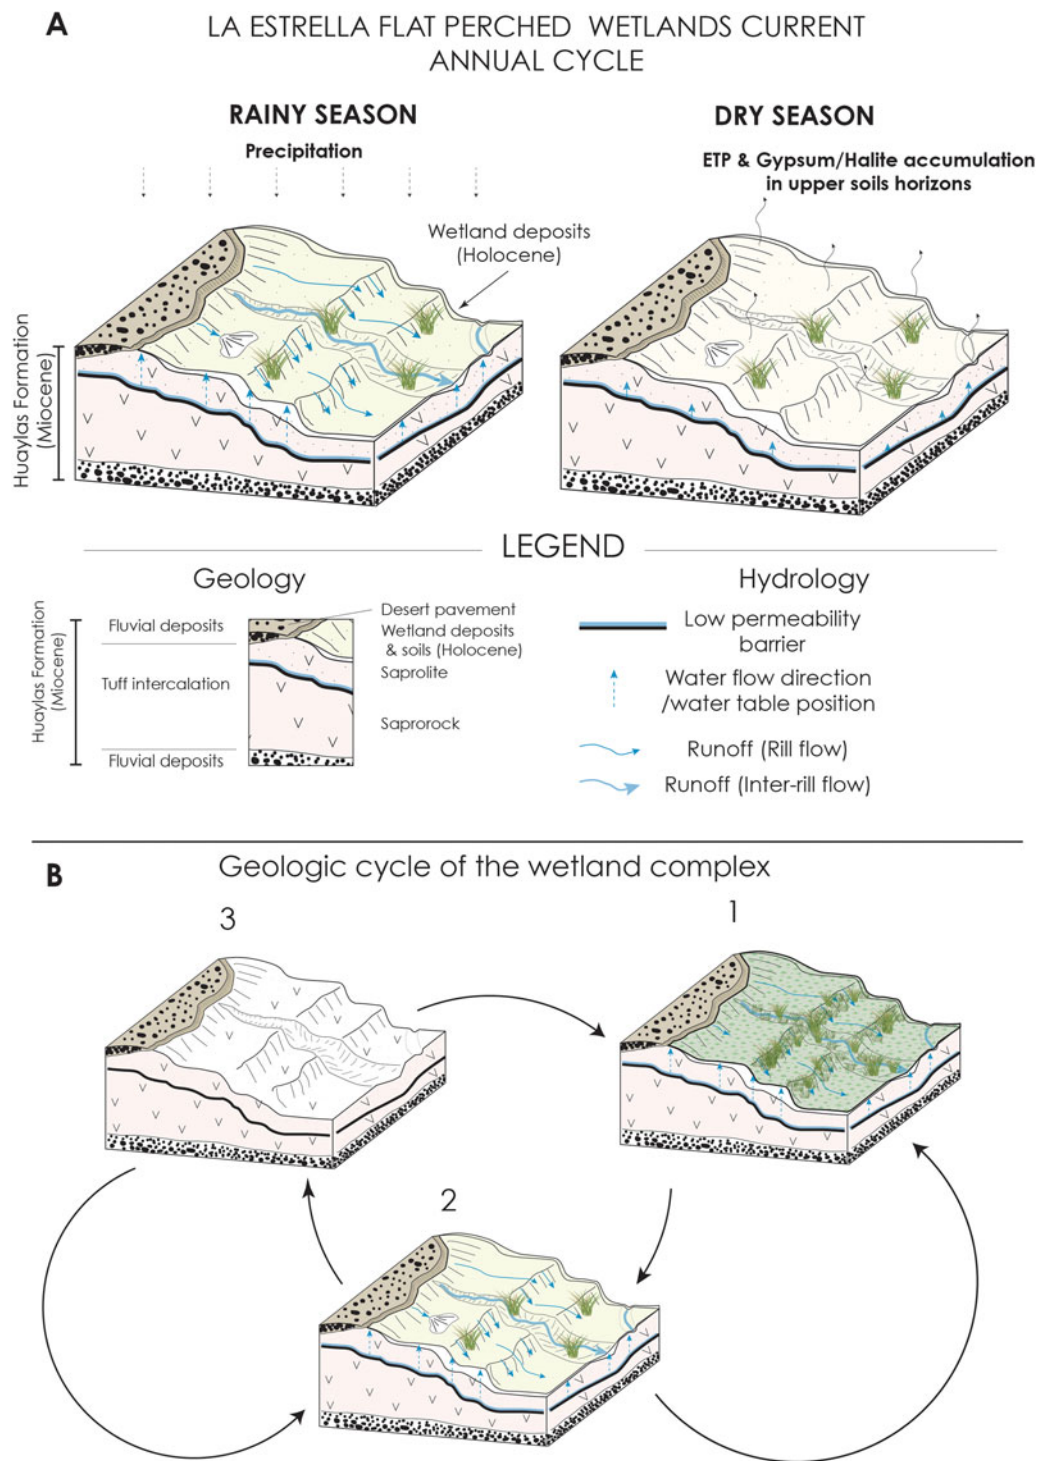 A
LA ESTRELLA FLAT PERCHED WETLANDS CURRENT
ANNUAL CYCLE
RAINY SEASON
Precipitation
DRY SEASON
ETP & Gypsum/Halite accumulation
in upper soils horizons
Wetland deposits
(Holocene)
Huaylas Formation
(Miocene)
LEGEND
Geology
Huaylas Formation
(Miocene)
Fluvial deposits
Tuff intercalation
Fluvial deposits
Desert pavement
Wetland deposits
& soils (Holocene)
Saprolite
Saprorock
Hydrology
Low permeability
barrier
Water flow direction
/water table position
Runoff (Rill flow)
Runoff (Inter-rill flow)
B
Geologic cycle of the wetland complex
3
1
2